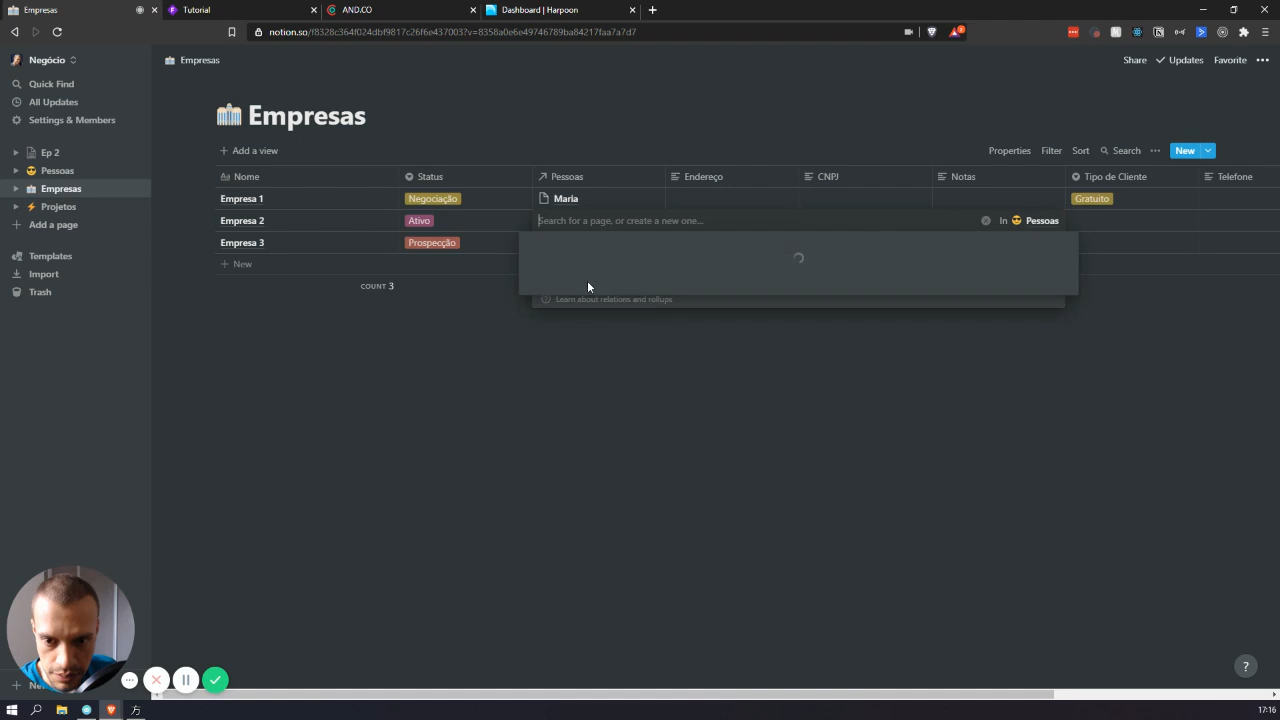 Empresas
Tutorial
AND.CO
Dashboard | Harpoon
notion.so/f8328c364f024dbf9817c26f6e437003?v=8358a0e6e49746789ba84217faa7a7d7
Negócio
Empresas
Share
Updates
Favorite
Quick Find
All Updates
Settings & Members
Ep 2
Pessoas
Empresas
Projetos
Add a page
Templates
Import
Trash
Empresas
Add a view
Properties Filter Sort Search New
Nome Status Pessoas Endereço CNPJ Notas Tipo de Cliente Telefone
Empresa 1 Negociação Maria Gratuito
Empresa 2 Ativo Search for a page, or create a new one... In Pessoas
Empresa 3 Prospecção
New
COUNT 3
Learn about relations and rollups
?
17:16